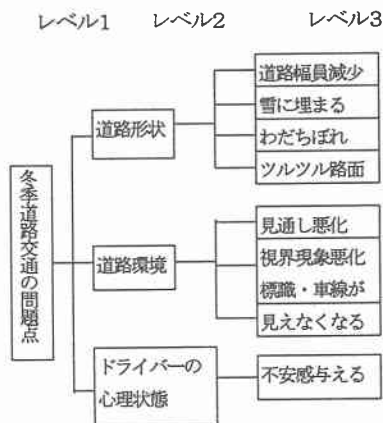 レベル1 レベル2 レベル3
冬季道路交通の問題点
道路形状
道路幅員減少
雪に埋まる
わだちぼれ
ツルツル路面
道路環境
見通し悪化
視界現象悪化
標識・車線が
見えなくなる
ドライバーの
心理状態
不安感与える